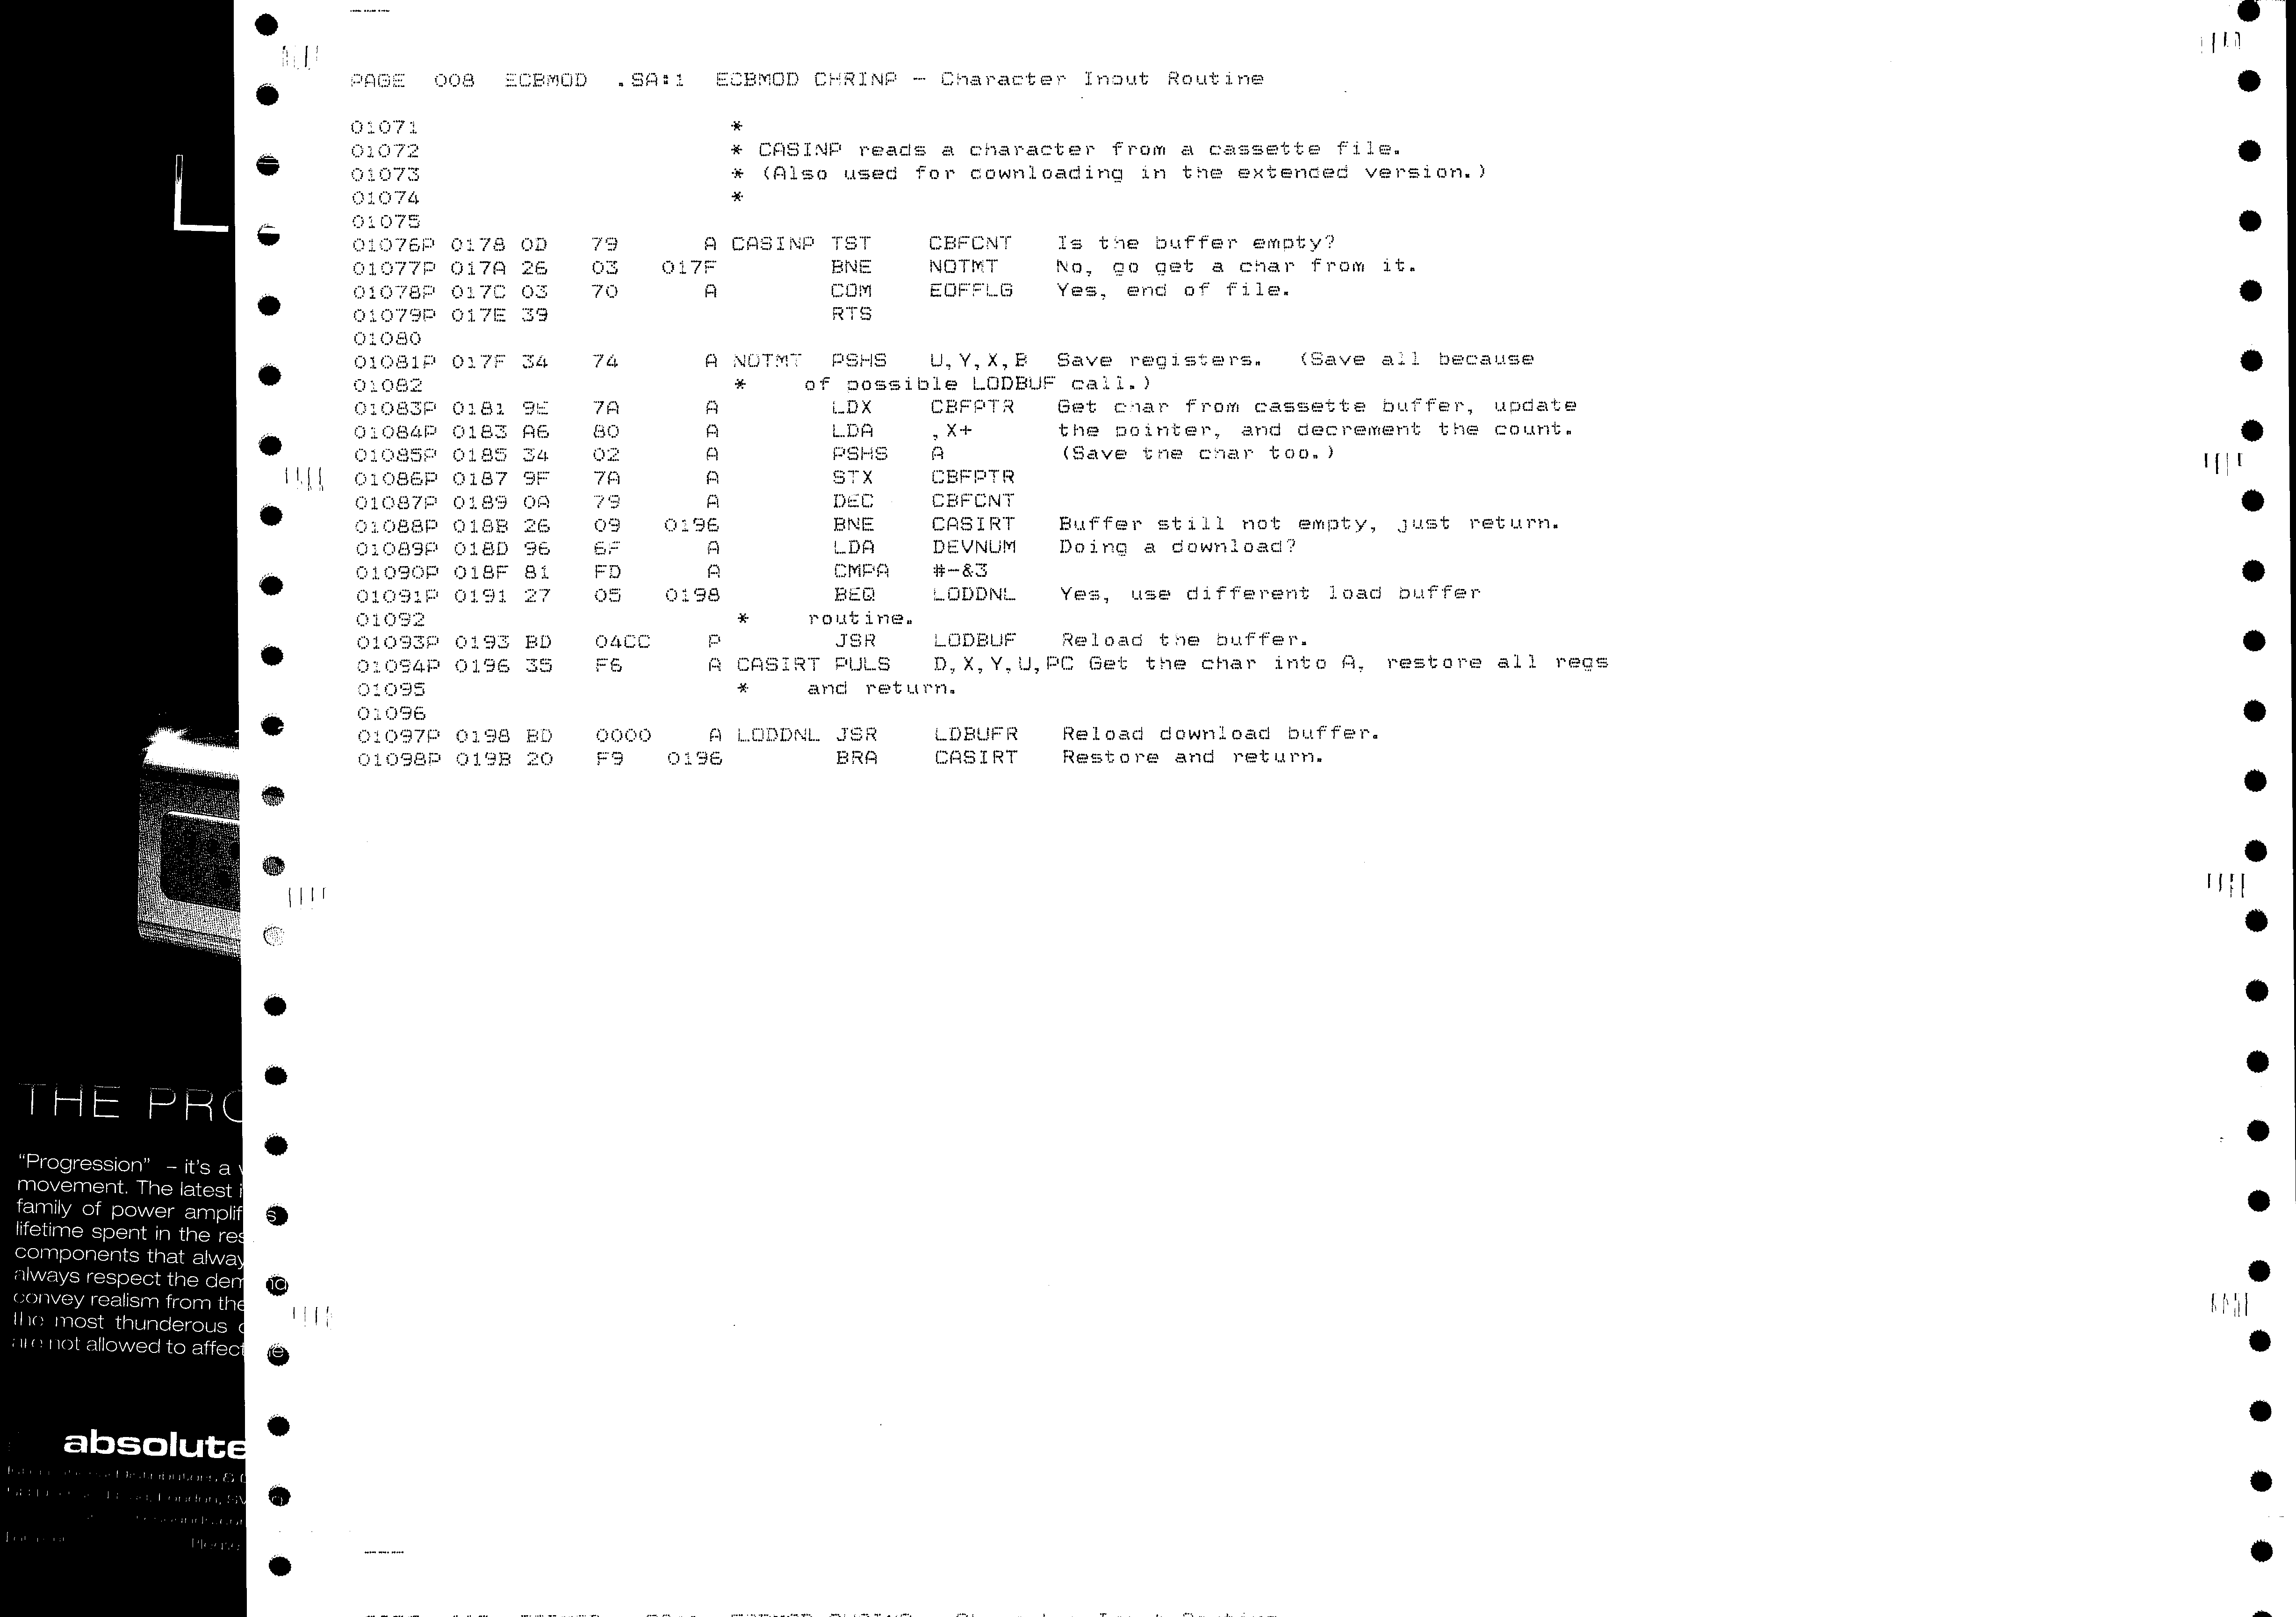 PAGE 008 ECBMOD .SA:1 ECBMOD CHRINP - Character Input Routine
01071 *
01072 * CASINP reads a character from a cassette file.
01073 * (Also used for downloading in the extended version.)
01074 *
01075
01076P 0178 0D 79 A CASINP TST CBFCNT Is the buffer empty?
01077P 017A 26 03 017F BNE NOTMT No, go get a char from it.
01078P 017C 03 70 A COM EOFFLG Yes, end of file.
01079P 017E 39 RTS
01080
01081P 017F 34 74 A NOTMT PSHS U,Y,X,B Save registers. (Save all because
01082 * of possible LODBUF call.)
01083P 0181 9E 7A A LDX CBFPTR Get char from cassette buffer, update
01084P 0183 A6 80 A LDA ,X+ the pointer, and decrement the count.
01085P 0185 34 02 A PSHS A (Save the char too.)
01086P 0187 9F 7A A STX CBFPTR
01087P 0189 0A 79 A DEC CBFCNT
01088P 018B 26 09 0196 BNE CASIRT Buffer still not empty, just return.
01089P 018D 96 6F A LDA DEVNUM Doing a download?
01090P 018F 81 FD A CMPA #-&3
01091P 0191 27 05 0198 BEQ LODDNL Yes, use different load buffer
01092 * routine.
01093P 0193 BD 04CC P JSR LODBUF Reload the buffer.
01094P 0196 35 F6 A CASIRT PULS D,X,Y,U,PC Get the char into A, restore all regs
01095 * and return.
01096
01097P 0198 BD 0000 A LODDNL JSR LDBUFR Reload download buffer.
01098P 019B 20 F9 0196 BRA CASIRT Restore and return.
L
THE PRO
"Progression" – it's a
movement. The latest
family of power amplif
lifetime spent in the res
components that alway
always respect the dem
convey realism from the
the most thunderous
are not allowed to affect
absolute
Distributors &
Road, London, SW
Please